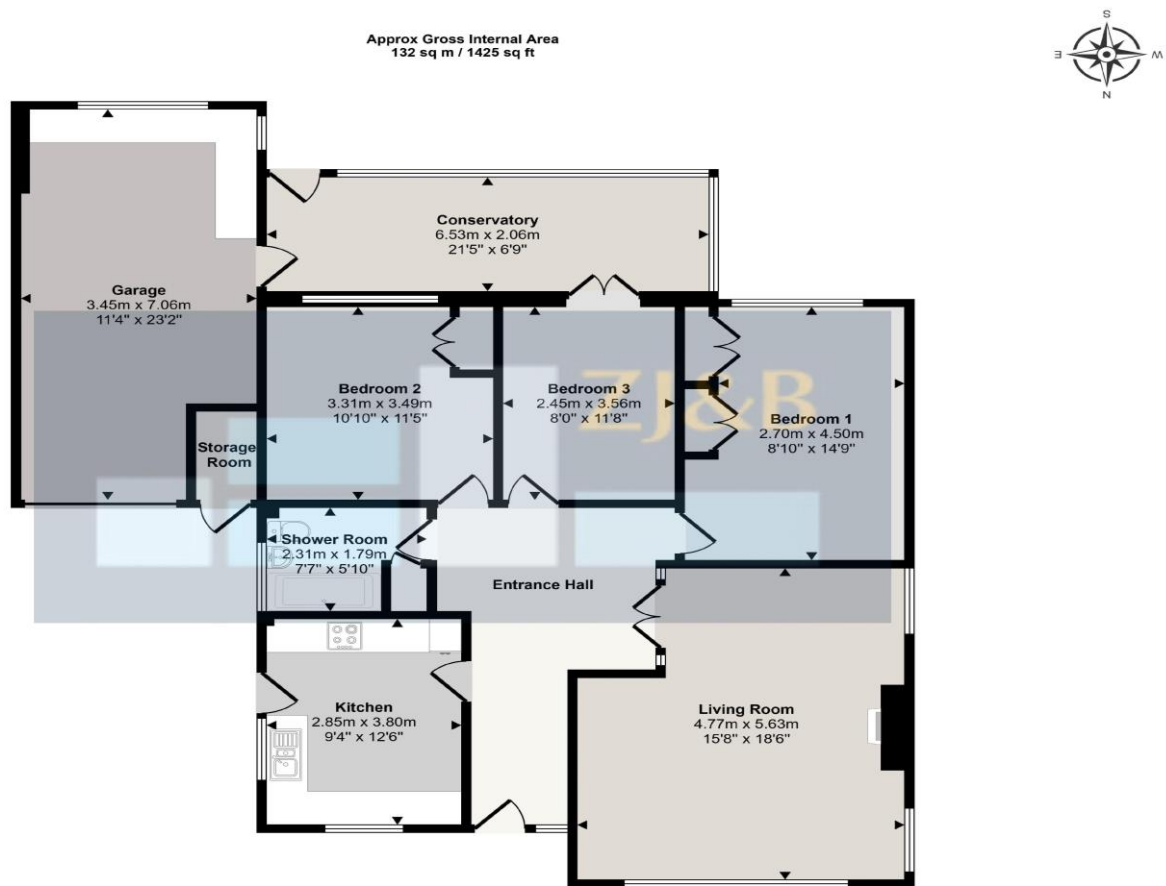 Approx Gross Internal Area
132 sq m / 1425 sq ft
S
E
W
N
Conservatory
6.53m x 2.06m
21'5" x 6'9"
Garage
3.45m x 7.06m
11'4" x 23'2"
Bedroom 2
3.31m x 3.49m
10'10" x 11'5"
Bedroom 3
2.45m x 3.56m
8'0" x 11'8"
ZJ&B
Bedroom 1
2.70m x 4.50m
8'10" x 14'9"
Storage
Room
Shower Room
2.31m x 1.79m
7'7" x 5'10"
Entrance Hall
Kitchen
2.85m x 3.80m
9'4" x 12'6"
Living Room
4.77m x 5.63m
15'8" x 18'6"